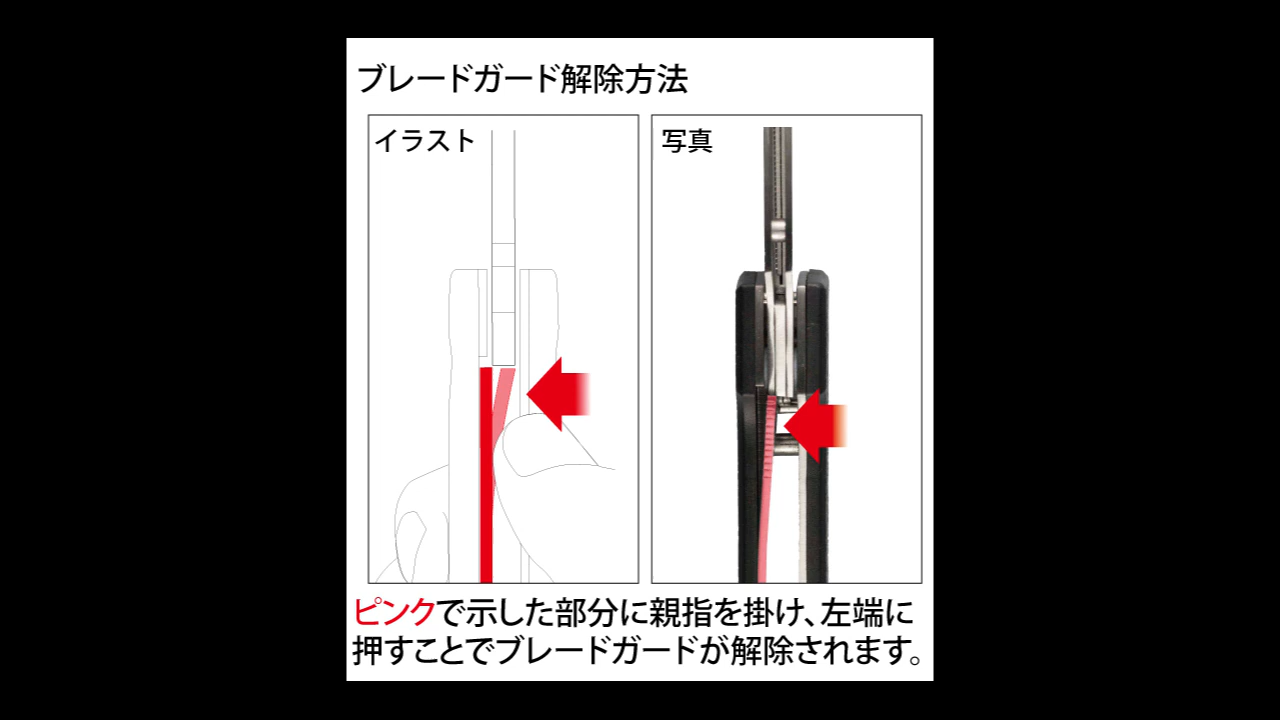 ブレードガード解除方法
イラスト
写真
ピンクで示した部分に親指を掛け、左端に
押すことでブレードガードが解除されます。